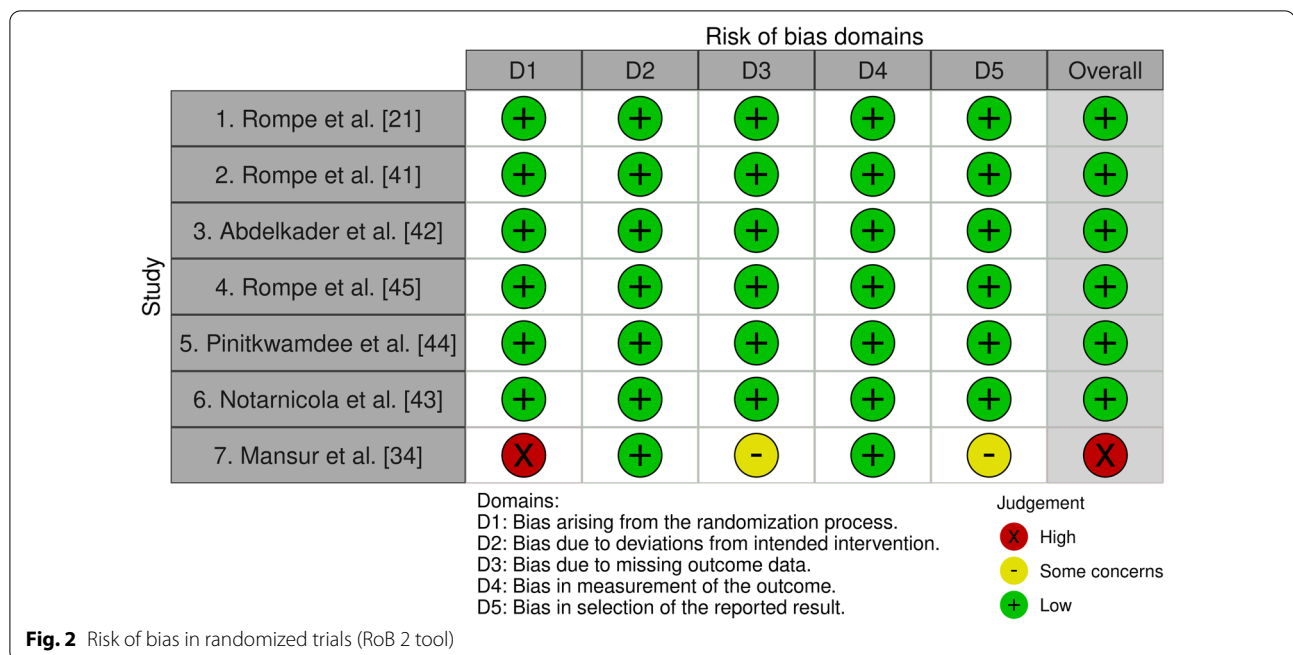 Risk of bias domains
D1 D2 D3 D4 D5 Overall
Study
1. Rompe et al. [21] + + + + + +
2. Rompe et al. [41] + + + + + +
3. Abdelkader et al. [42] + + + + + +
4. Rompe et al. [45] + + + + + +
5. Pinitkwamdee et al. [44] + + + + + +
6. Notarnicola et al. [43] + + + + + +
7. Mansur et al. [34] X + - + - X
Domains:
D1: Bias arising from the randomization process.
D2: Bias due to deviations from intended intervention.
D3: Bias due to missing outcome data.
D4: Bias in measurement of the outcome.
D5: Bias in selection of the reported result.
Judgement
X High
- Some concerns
+ Low
Fig. 2 Risk of bias in randomized trials (RoB 2 tool)